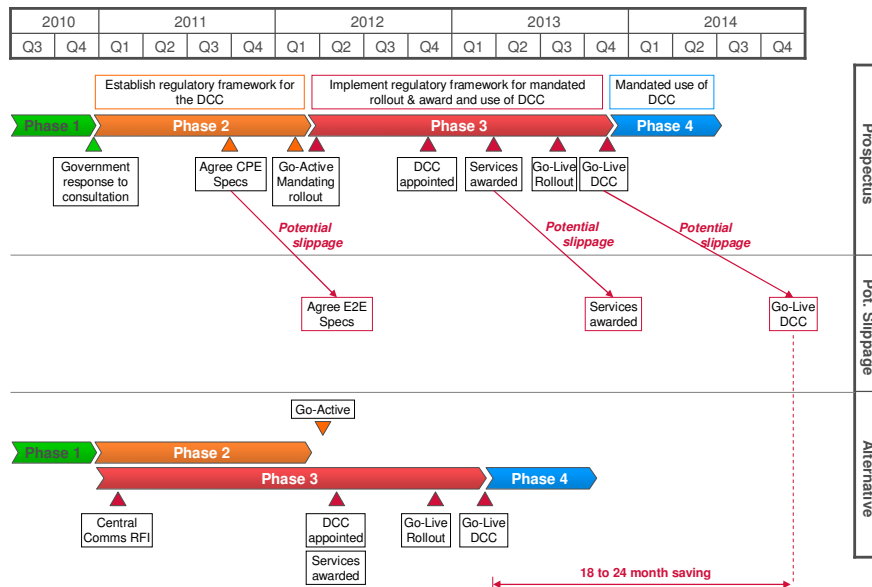 2010 2011 2012 2013 2014
Q3 Q4 Q1 Q2 Q3 Q4 Q1 Q2 Q3 Q4 Q1 Q2 Q3 Q4 Q1 Q2 Q3 Q4
Establish regulatory framework for
the DCC
Implement regulatory framework for mandated
rollout & award and use of DCC
Mandated use of
DCC
Phase 1 Phase 2 Phase 3 Phase 4
Government
response to
consultation
Agree CPE
Specs
Go-Active
Mandating
rollout
DCC
appointed
Services
awarded
Go-Live
Rollout
Go-Live
DCC
Prospectus
Potential
slippage
Potential
slippage
Potential
slippage
Agree E2E
Specs
Services
awarded
Go-Live
DCC
Pot. Slippage
Go-Active
Phase 1 Phase 2
Phase 3 Phase 4
Central
Comms RFI
DCC
appointed
Services
awarded
Go-Live
Rollout
Go-Live
DCC
Alternative
18 to 24 month saving